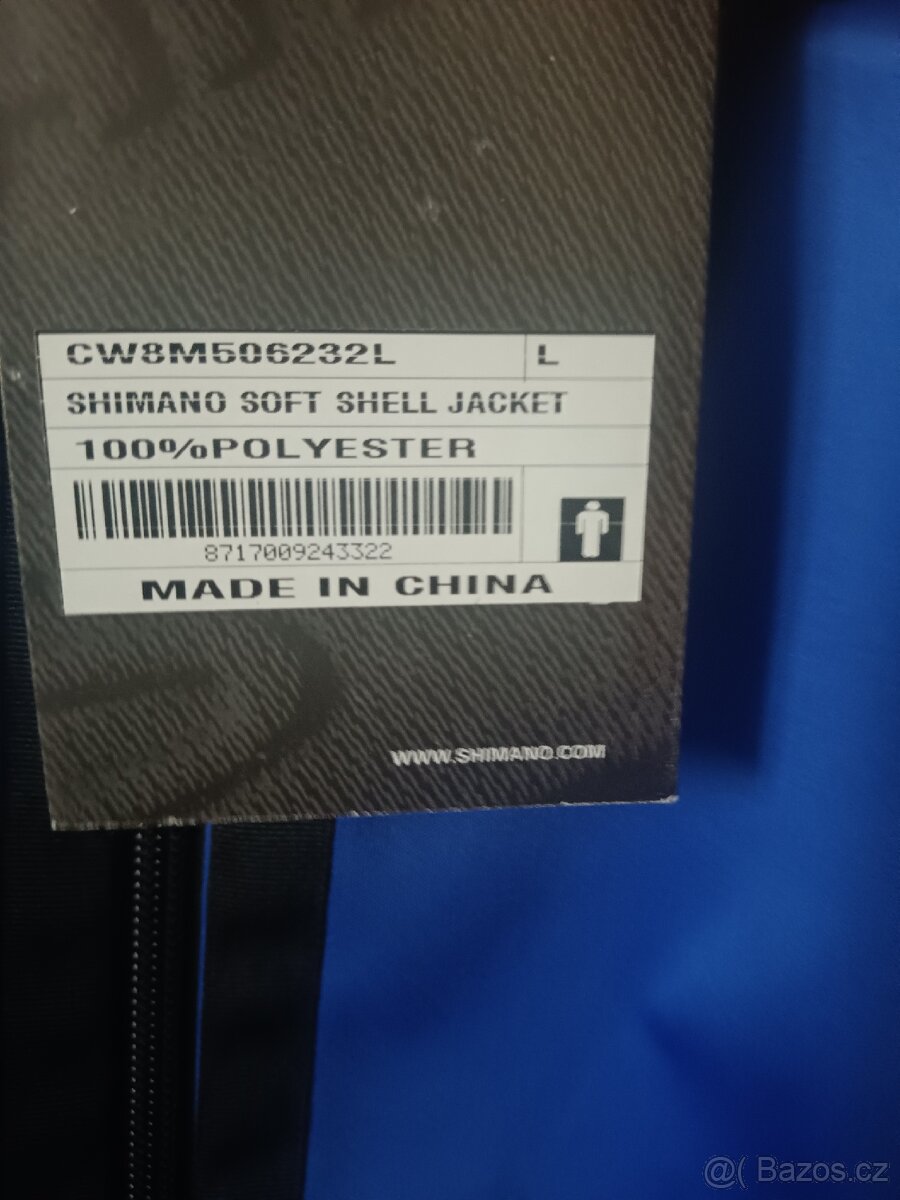 CW8M506232L L
SHIMANO SOFT SHELL JACKET
100%POLYESTER
8717009243322
MADE IN CHINA
WWW.SHIMANO.COM
@( Bazos.cz